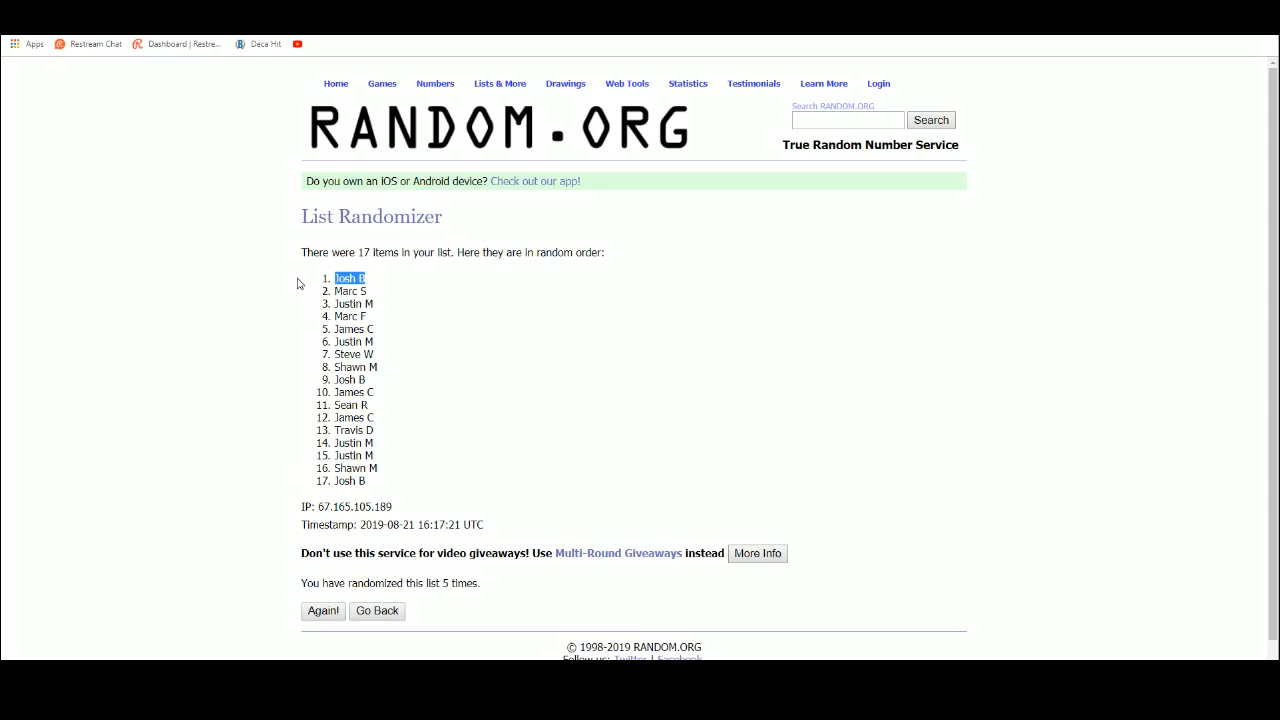 Apps Restream Chat Dashboard | Restre... Deca Hit
Home Games Numbers Lists & More Drawings Web Tools Statistics Testimonials Learn More Login
Search RANDOM.ORG
RANDOM.ORG
Search
True Random Number Service
Do you own an iOS or Android device? Check out our app!
List Randomizer
There were 17 items in your list. Here they are in random order:
1. Josh B
2. Marc S
3. Justin M
4. Marc F
5. James C
6. Justin M
7. Steve W
8. Shawn M
9. Josh B
10. James C
11. Sean R
12. James C
13. Travis D
14. Justin M
15. Justin M
16. Shawn M
17. Josh B
IP: 67.165.105.189
Timestamp: 2019-08-21 16:17:21 UTC
Don't use this service for video giveaways! Use Multi-Round Giveaways instead More Info
You have randomized this list 5 times.
Again! Go Back
© 1998-2019 RANDOM.ORG
Follow us: Twitter | Facebook